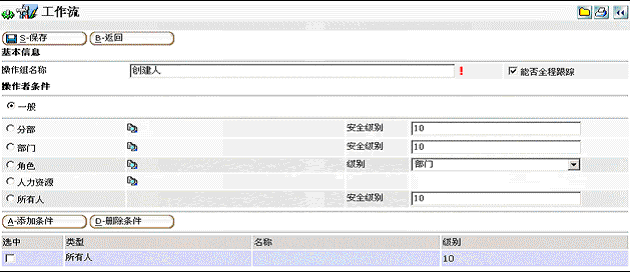 工作流
S-保存 B-返回
基本信息
操作组名称 创建人 ! 能否全程跟踪
操作者条件
一般
分部 安全级别 10
部门 安全级别 10
角色 级别 部门
人力资源
所有人 安全级别 10
A-添加条件 D-删除条件
选中 类型 名称 级别
所有人 10